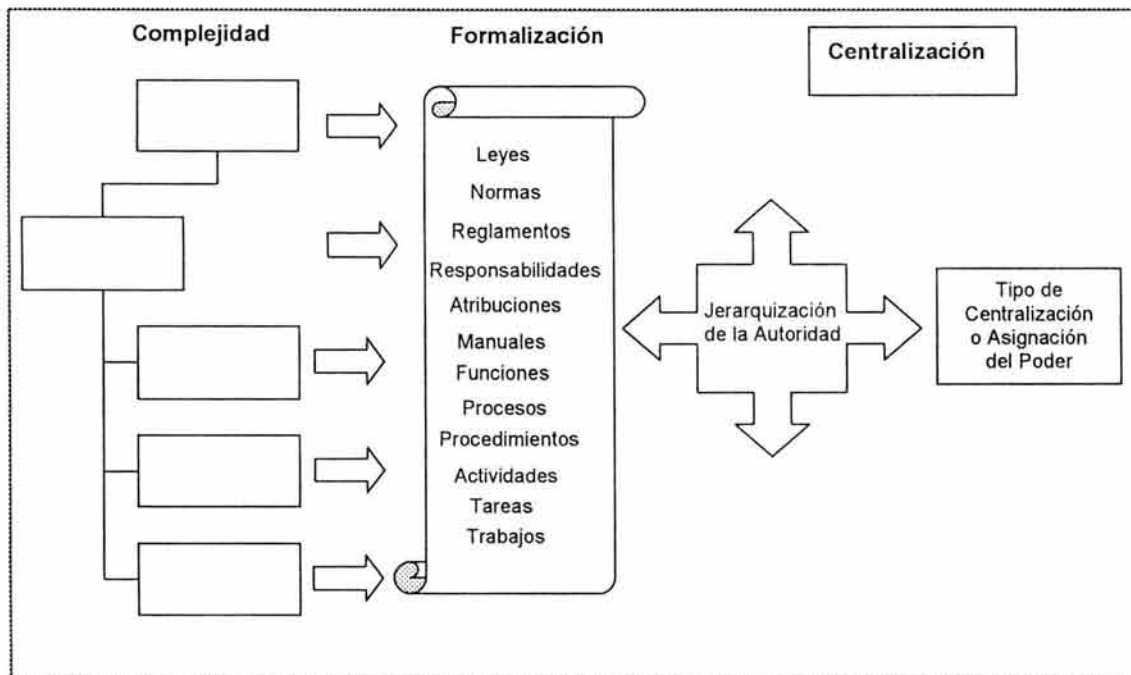 Complejidad
Formalización
Centralización
Leyes
Normas
Reglamentos
Responsabilidades
Atribuciones
Manuales
Funciones
Procesos
Procedimientos
Actividades
Tareas
Trabajos
Jerarquización
de la Autoridad
Tipo de
Centralización
o Asignación
del Poder